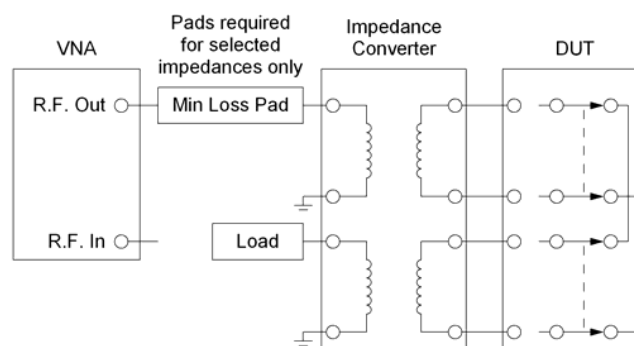 VNA
Pads required
for selected
impedances only
Impedance
Converter
DUT
R.F. Out
Min Loss Pad
R.F. In
Load